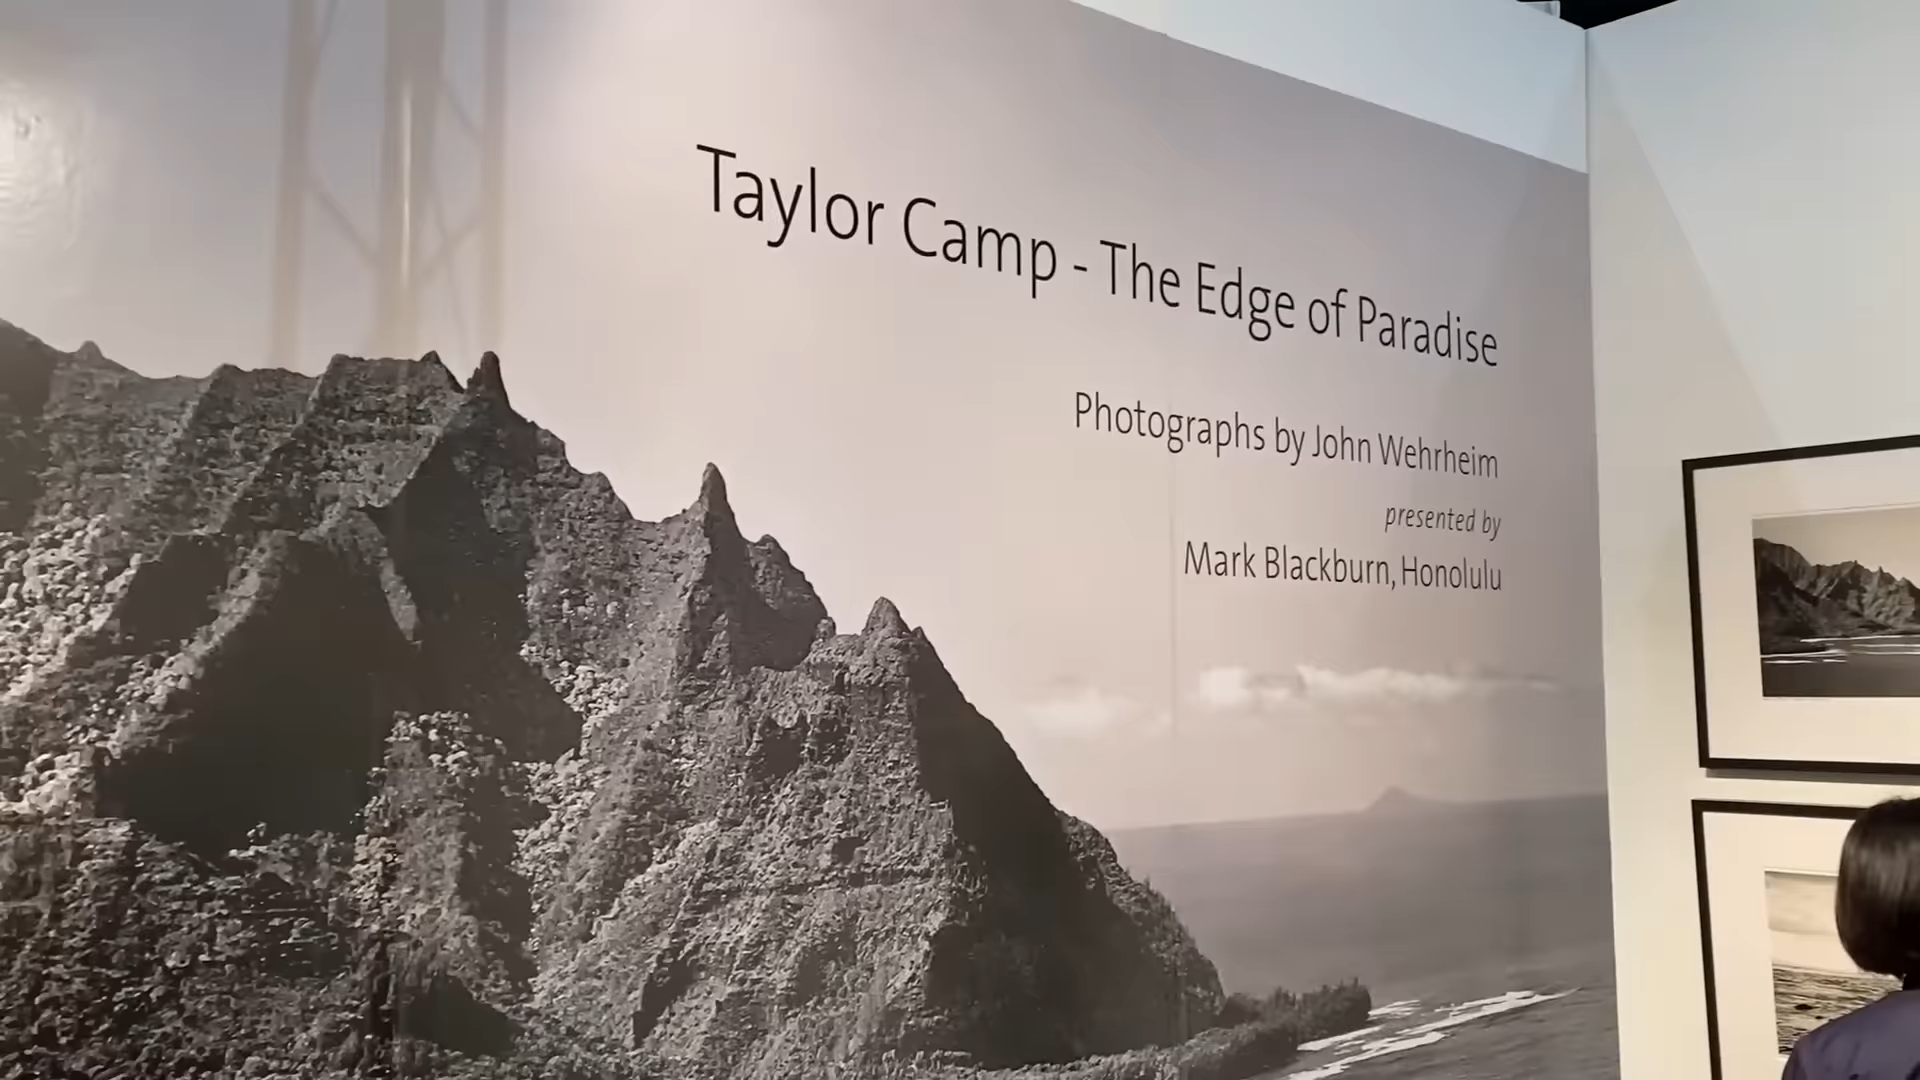 Taylor Camp - The Edge of Paradise
Photographs by John Wehrheim
presented by
Mark Blackburn, Honolulu